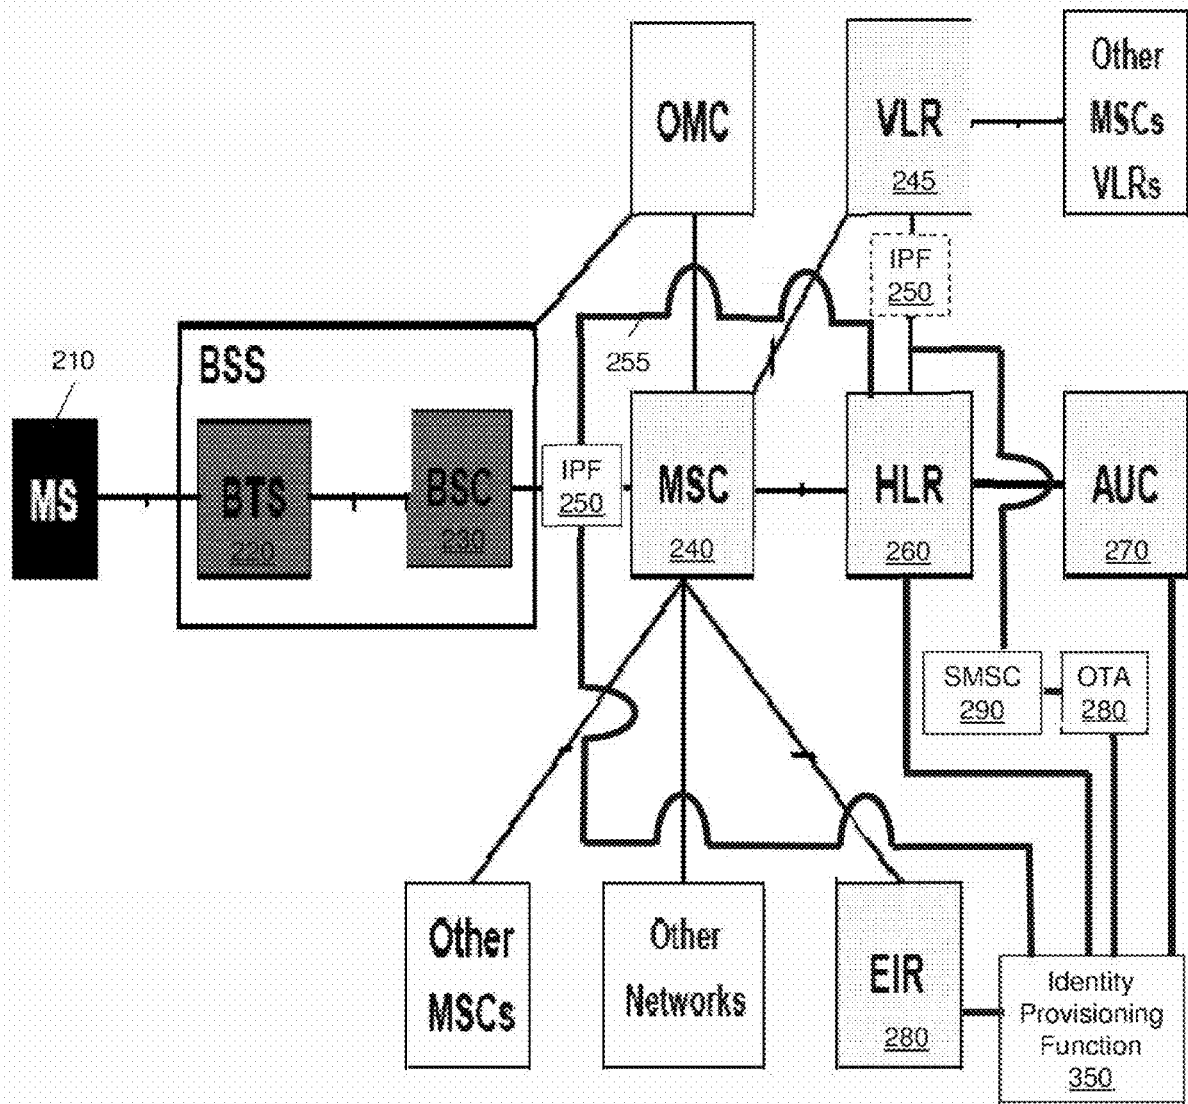 OMC
VLR
245
Other
MSCs
VLRs
IPF
250
255
210
BSS
MS
BTS
220
BSC
230
IPF
250
MSC
240
HLR
260
AUC
270
SMSC
290
OTA
280
Other
MSCs
Other
Networks
EIR
280
Identity
Provisioning
Function
350